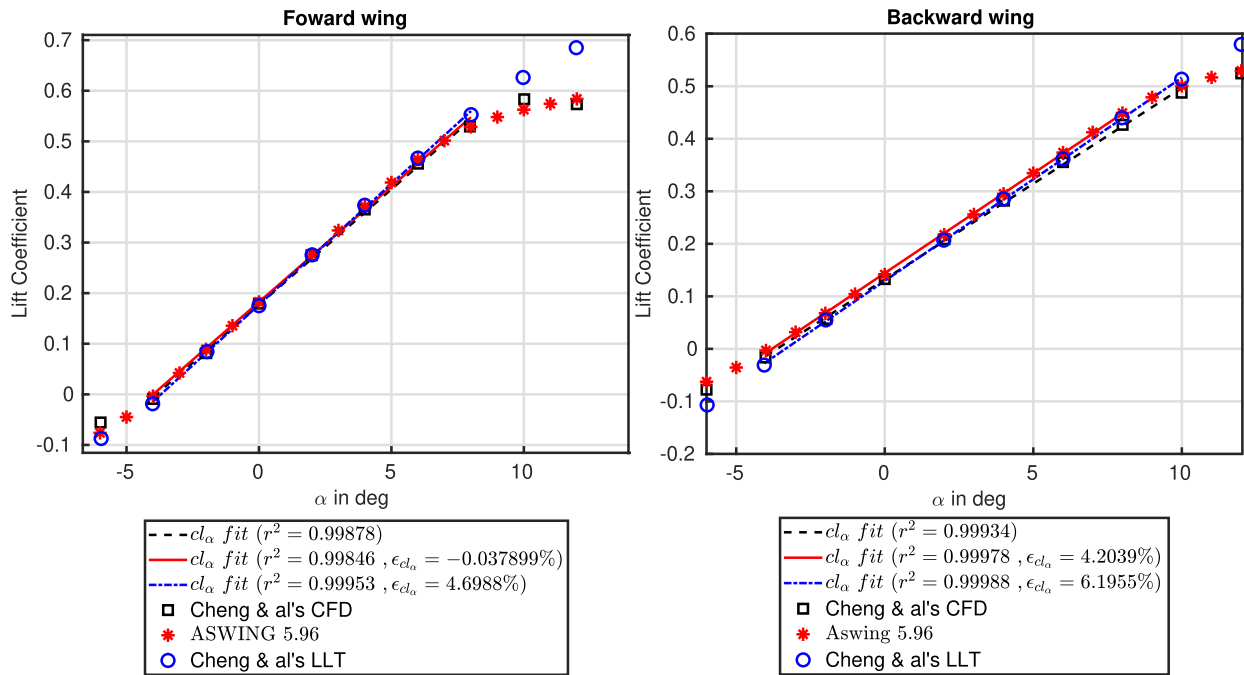 Foward wing
0.7
0.6
0.5
0.4
0.3
0.2
0.1
0
-0.1
Lift Coefficient
-5
0
5
10
α in deg
cl_α fit (r² = 0.99878)
cl_α fit (r² = 0.99846 , ϵ_cl_α = −0.037899%)
cl_α fit (r² = 0.99953 , ϵ_cl_α = 4.6988%)
Cheng & al's CFD
ASWING 5.96
Cheng & al's LLT
Backward wing
0.6
0.5
0.4
0.3
0.2
0.1
0
-0.1
-0.2
Lift Coefficient
-5
0
5
10
α in deg
cl_α fit (r² = 0.99934)
cl_α fit (r² = 0.99978 , ϵ_cl_α = 4.2039%)
cl_α fit (r² = 0.99988 , ϵ_cl_α = 6.1955%)
Cheng & al's CFD
Aswing 5.96
Cheng & al's LLT